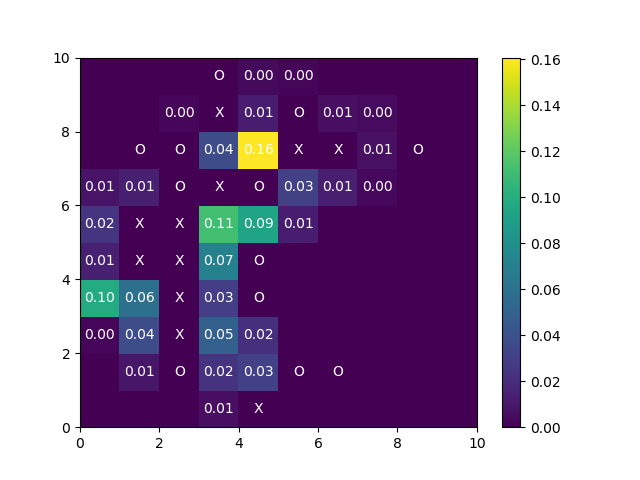 10
O 0.00 0.00
0.00 X 0.01 O 0.01 0.00
8
O O 0.04 0.16 X X 0.01 O
0.01 0.01 O X O 0.03 0.01 0.00
6
0.02 X X 0.11 0.09 0.01
0.01 X X 0.07 O
4
0.10 0.06 X 0.03 O
0.00 0.04 X 0.05 0.02
2
0.01 O 0.02 0.03 O O
0.01 X
0
0 2 4 6 8 10
0.16
0.14
0.12
0.10
0.08
0.06
0.04
0.02
0.00